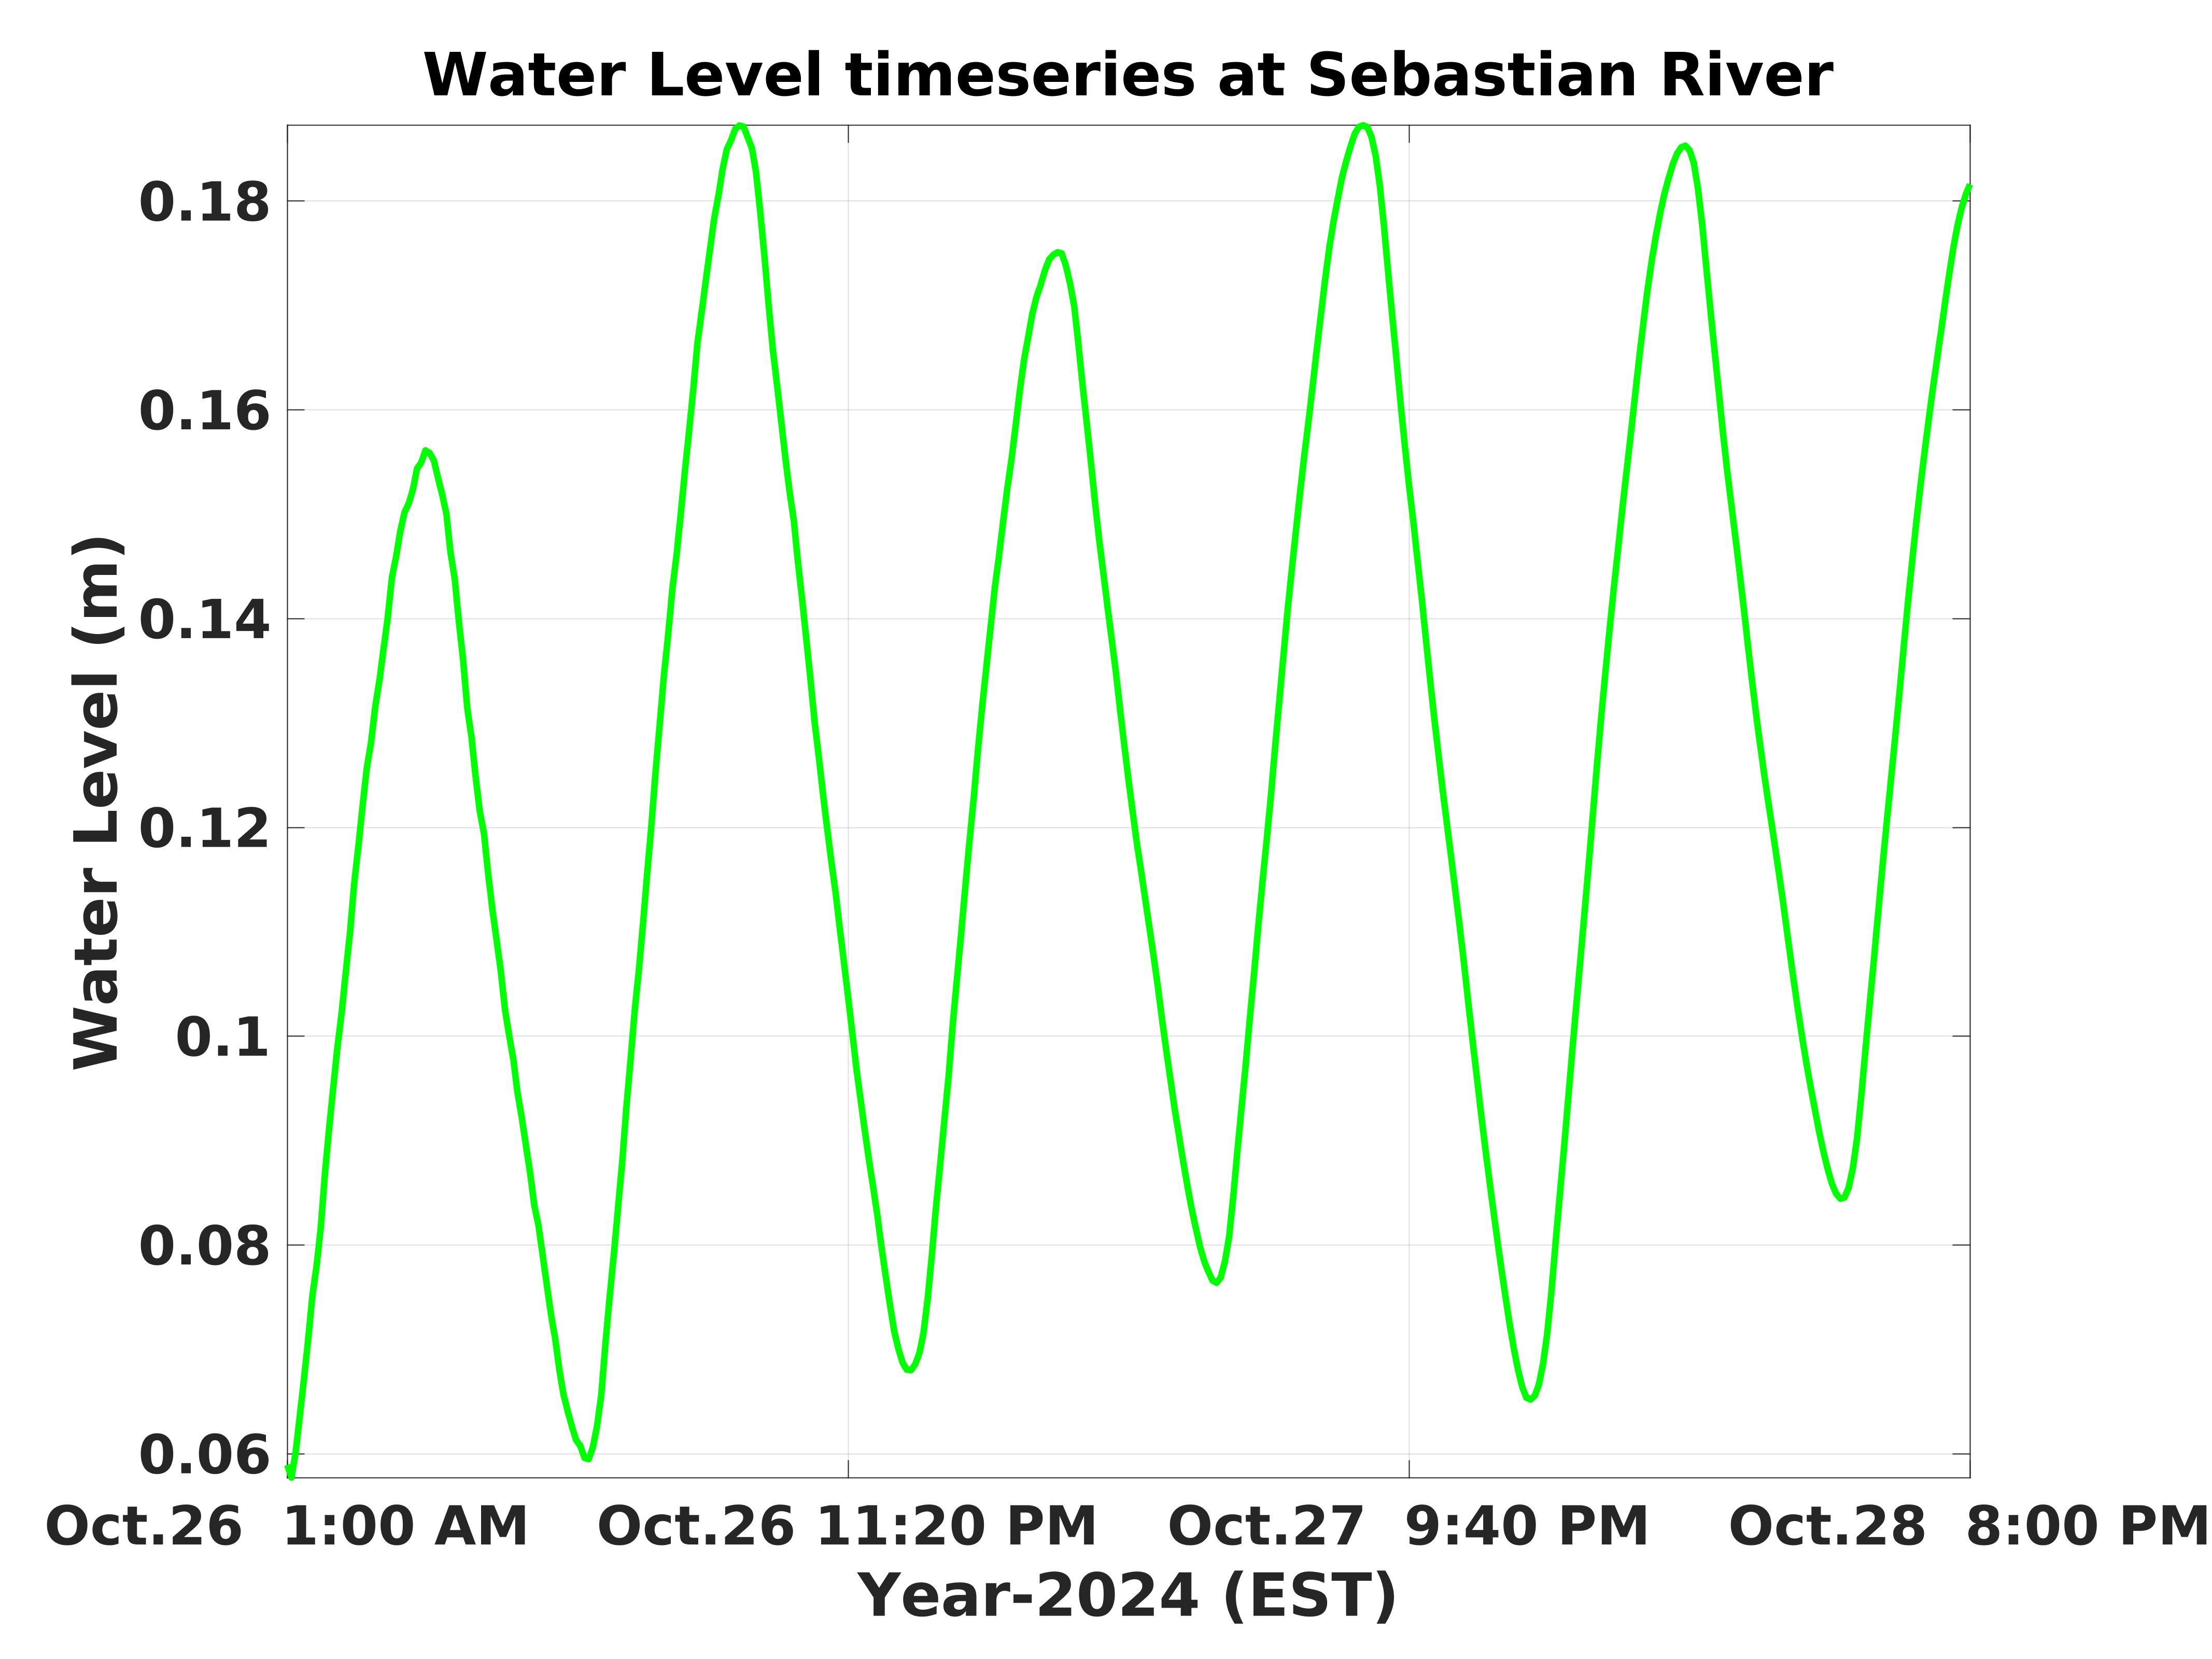 Water Level timeseries at Sebastian River
Water Level (m)
0.18
0.16
0.14
0.12
0.1
0.08
0.06
Oct.26 1:00 AM Oct.26 11:20 PM Oct.27 9:40 PM Oct.28 8:00 PM
Year-2024 (EST)